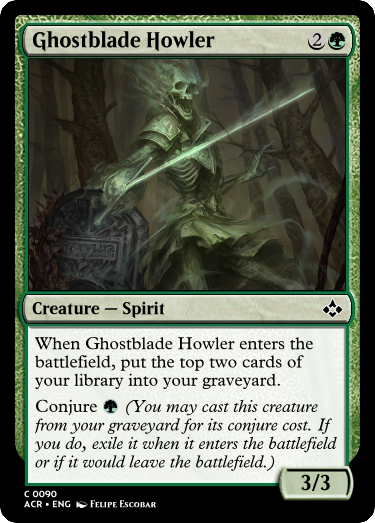 Ghostblade Howler 2
Creature — Spirit
When Ghostblade Howler enters the
battlefield, put the top two cards of
your library into your graveyard.
Conjure (You may cast this creature
from your graveyard for its conjure cost. If
you do, exile it when it enters the battlefield
or if it would leave the battlefield.)
3/3
C 0090
ACR • ENG Felipe Escobar